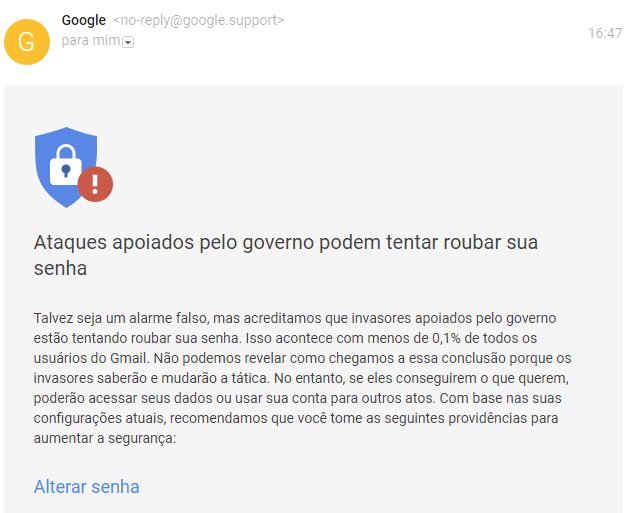 G
Google <no-reply@google.support>
para mim
16:47
Ataques apoiados pelo governo podem tentar roubar sua
senha
Talvez seja um alarme falso, mas acreditamos que invasores apoiados pelo governo
estão tentando roubar sua senha. Isso acontece com menos de 0,1% de todos os
usuários do Gmail. Não podemos revelar como chegamos a essa conclusão porque os
invasores saberão e mudarão a tática. No entanto, se eles conseguirem o que querem,
poderão acessar seus dados ou usar sua conta para outros atos. Com base nas suas
configurações atuais, recomendamos que você tome as seguintes providências para
aumentar a segurança:
Alterar senha